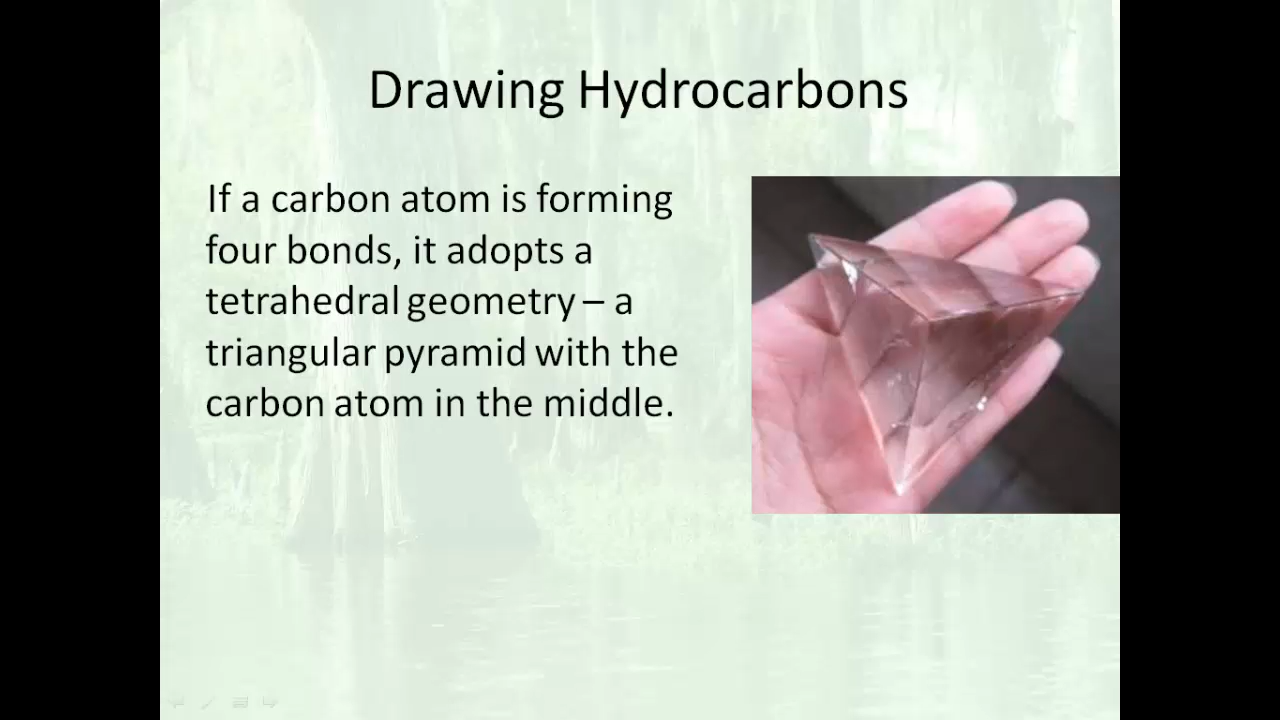 Drawing Hydrocarbons
If a carbon atom is forming
four bonds, it adopts a
tetrahedral geometry – a
triangular pyramid with the
carbon atom in the middle.